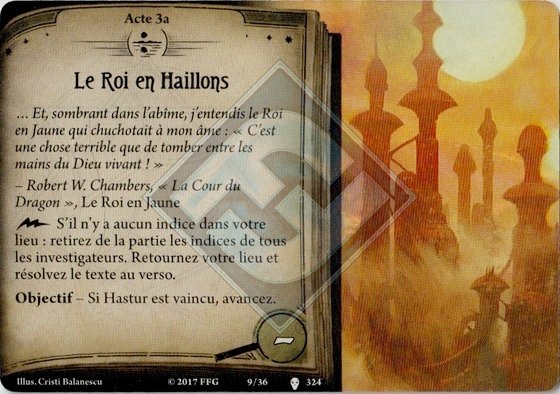 Acte 3a
Le Roi en Haillons
… Et, sombrant dans l'abîme, j'entendis le Roi
en Jaune qui chuchotait à mon âme : « C'est
une chose terrible que de tomber entre les
mains du Dieu vivant ! »
– Robert W. Chambers, « La Cour du
Dragon », Le Roi en Jaune
S'il n'y a aucun indice dans votre
lieu : retirez de la partie les indices de tous
les investigateurs. Retournez votre lieu et
résolvez le texte au verso.
Objectif – Si Hastur est vaincu, avancez.
–
Illus. Cristi Balanescu © 2017 FFG 9/36 324